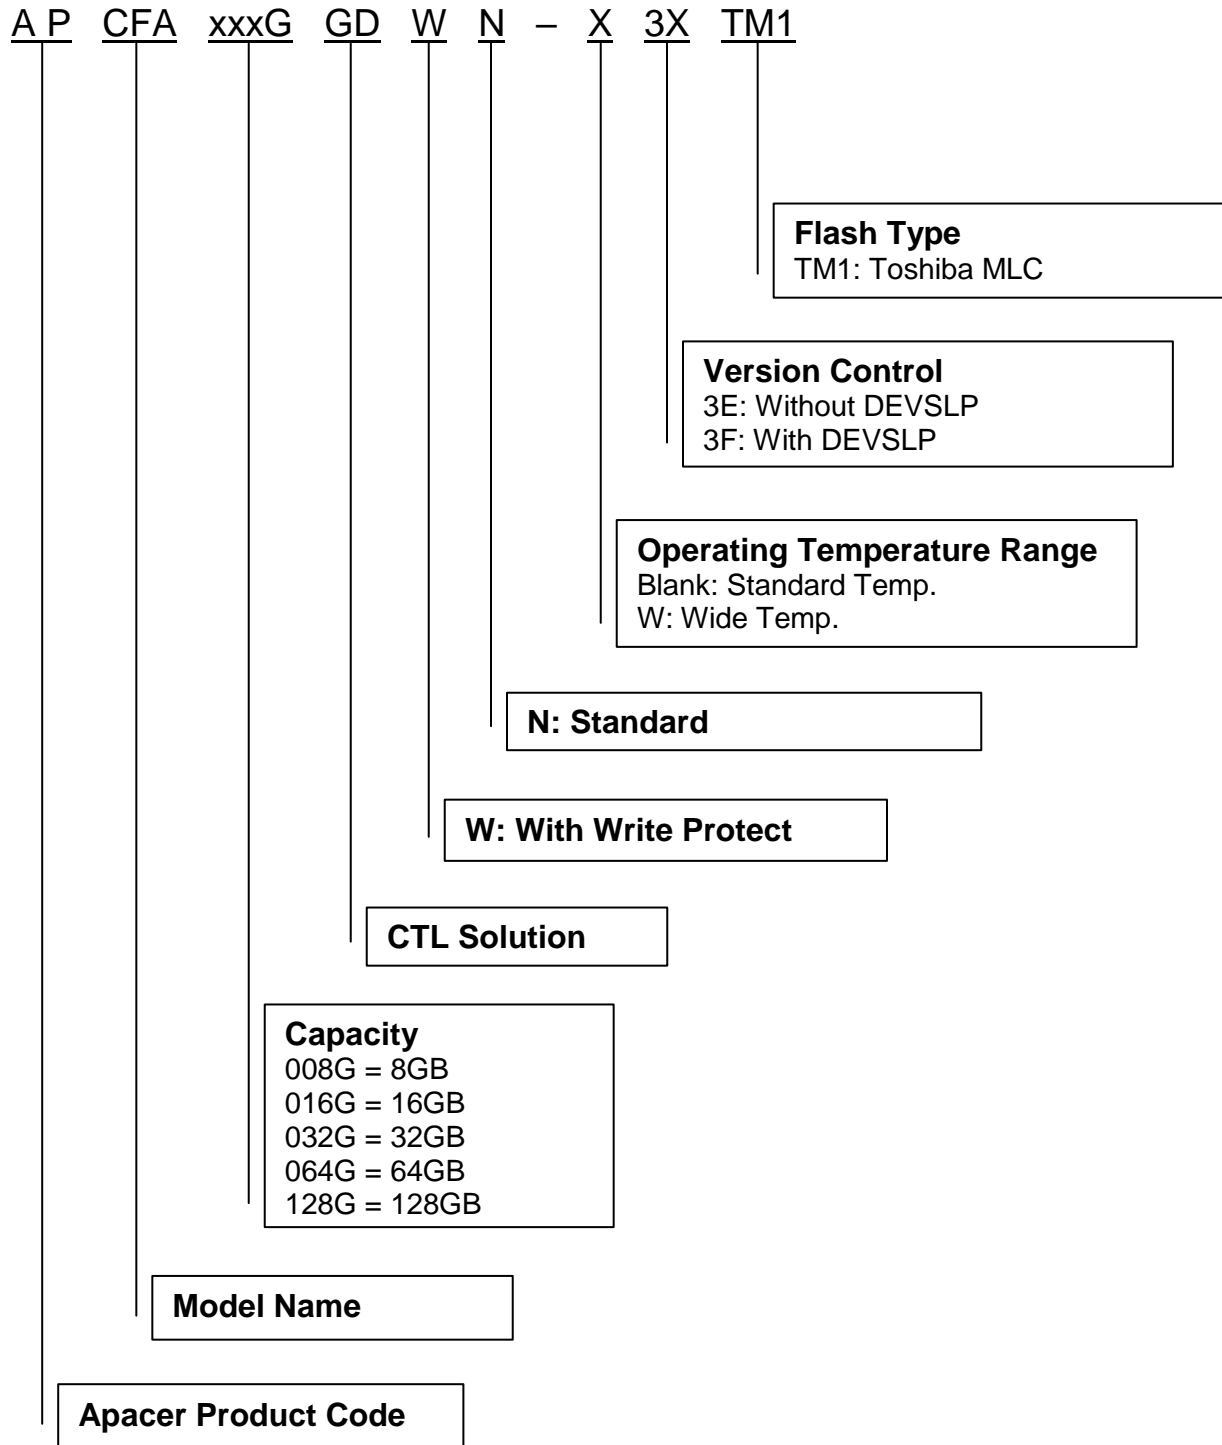 A P CFA xxxG GD W N – X 3X TM1
Flash Type
TM1: Toshiba MLC
Version Control
3E: Without DEVSLP
3F: With DEVSLP
Operating Temperature Range
Blank: Standard Temp.
W: Wide Temp.
N: Standard
W: With Write Protect
CTL Solution
Capacity
008G = 8GB
016G = 16GB
032G = 32GB
064G = 64GB
128G = 128GB
Model Name
Apacer Product Code